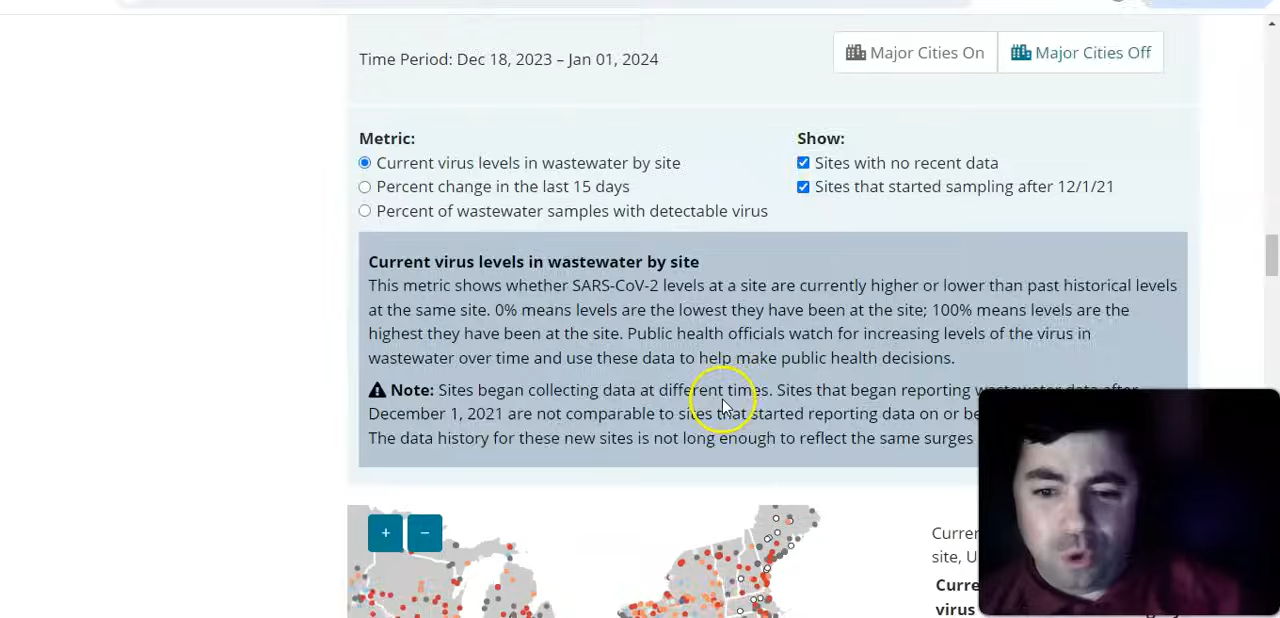 Time Period: Dec 18, 2023 – Jan 01, 2024
Major Cities On
Major Cities Off
Metric:
Current virus levels in wastewater by site
Percent change in the last 15 days
Percent of wastewater samples with detectable virus
Show:
Sites with no recent data
Sites that started sampling after 12/1/21
Current virus levels in wastewater by site
This metric shows whether SARS-CoV-2 levels at a site are currently higher or lower than past historical levels
at the same site. 0% means levels are the lowest they have been at the site; 100% means levels are the
highest they have been at the site. Public health officials watch for increasing levels of the virus in
wastewater over time and use these data to help make public health decisions.
Note: Sites began collecting data at different times. Sites that began reporting wastewater data after
December 1, 2021 are not comparable to sites that started reporting data on or
The data history for these new sites is not long enough to reflect the same surges
+
−
site,
virus